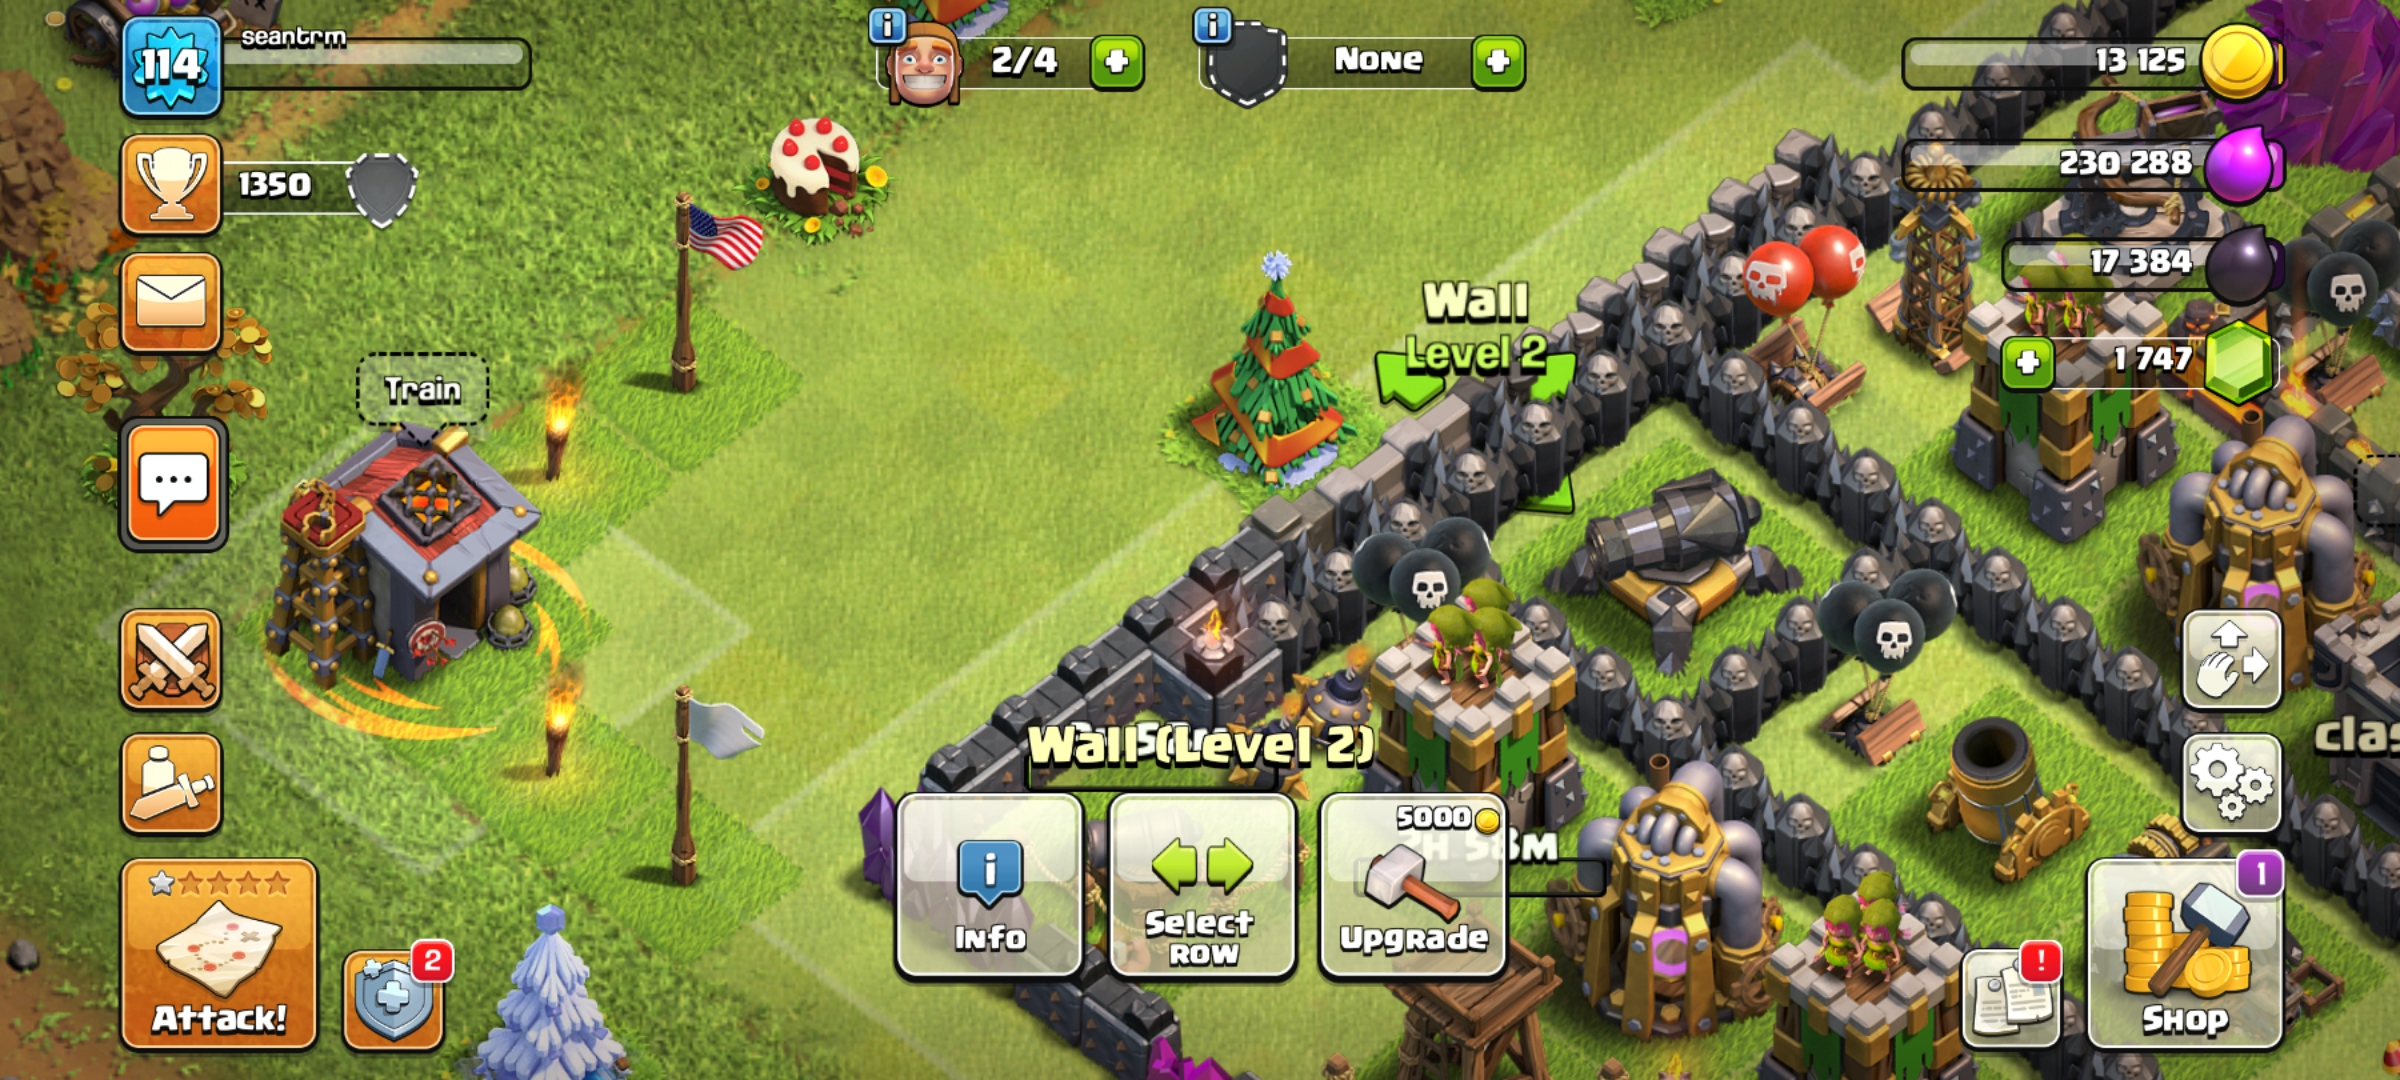 114
seantrm
2/4
None
13 125
1350
230 288
17 384
Wall
Level 2
1 747
Train
Wall (Level 2)
5000
Info
Select
Row
Upgrade
Attack!
2
1
!
Shop